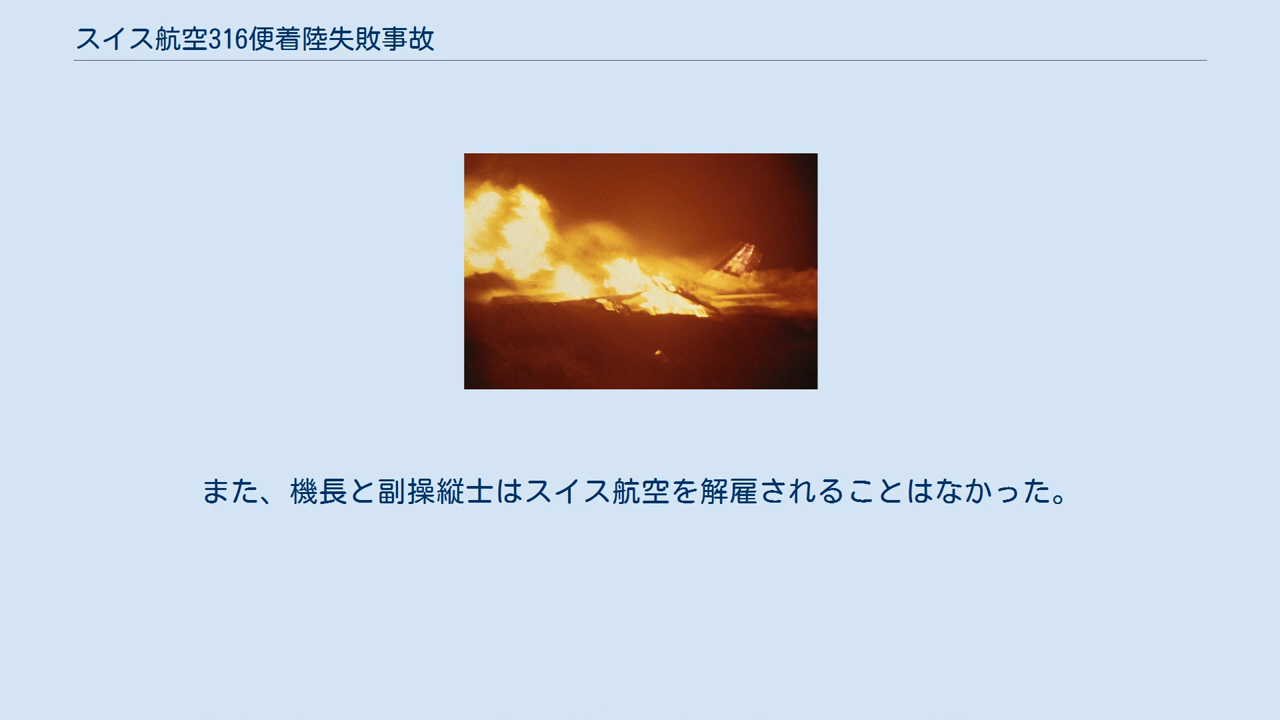 スイス航空316便着陸失敗事故
また、機長と副操縦士はスイス航空を解雇されることはなかった。